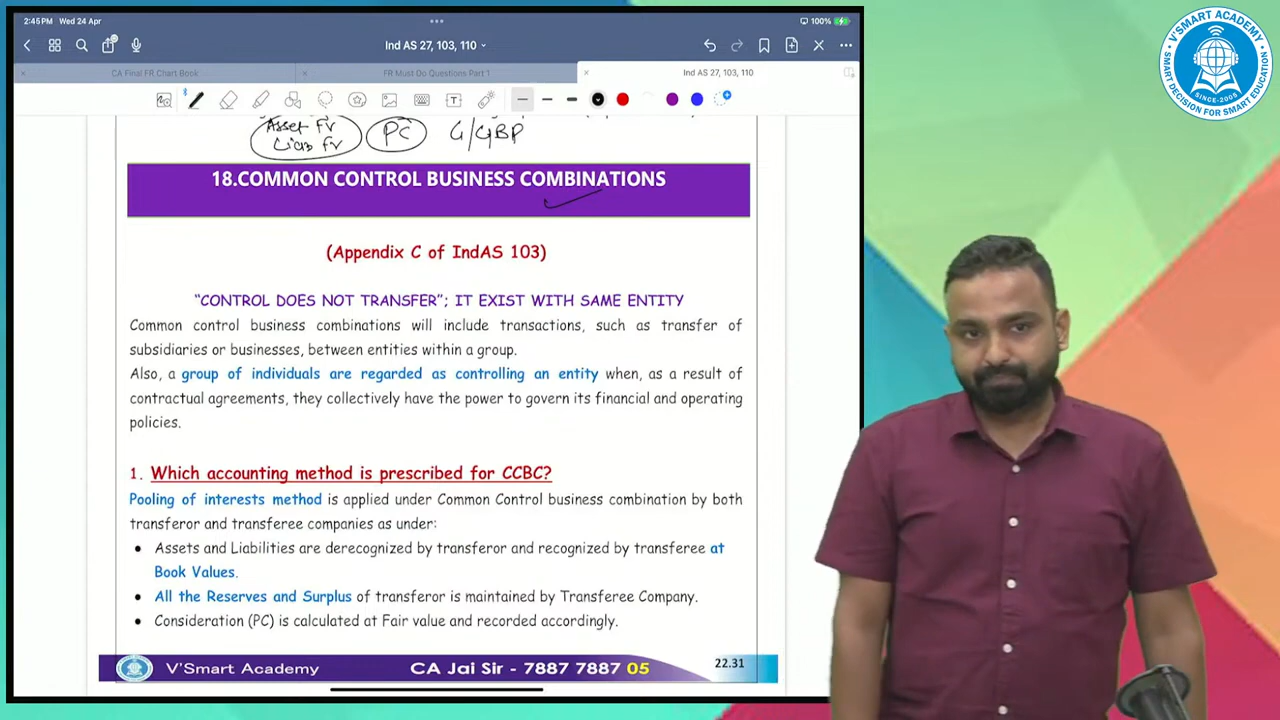 2:45 PM Wed 24 Apr
100%
Ind AS 27, 103, 110
CA Final FR Chart Book
FR Must Do Questions Part 1
Ind AS 27, 103, 110
Asset FV
Liab FV
PC
G/GBP
18.COMMON CONTROL BUSINESS COMBINATIONS
(Appendix C of IndAS 103)
“CONTROL DOES NOT TRANSFER”; IT EXIST WITH SAME ENTITY
Common control business combinations will include transactions, such as transfer of
subsidiaries or businesses, between entities within a group.
Also, a group of individuals are regarded as controlling an entity when, as a result of
contractual agreements, they collectively have the power to govern its financial and operating
policies.
1. Which accounting method is prescribed for CCBC?
Pooling of interests method is applied under Common Control business combination by both
transferor and transferee companies as under:
• Assets and Liabilities are derecognized by transferor and recognized by transferee at
Book Values.
• All the Reserves and Surplus of transferor is maintained by Transferee Company.
• Consideration (PC) is calculated at Fair value and recorded accordingly.
V'Smart Academy
CA Jai Sir - 7887 7887 05
22.31
V'SMART ACADEMY
SINCE-2005
SMART DECISION FOR SMART EDUCATION